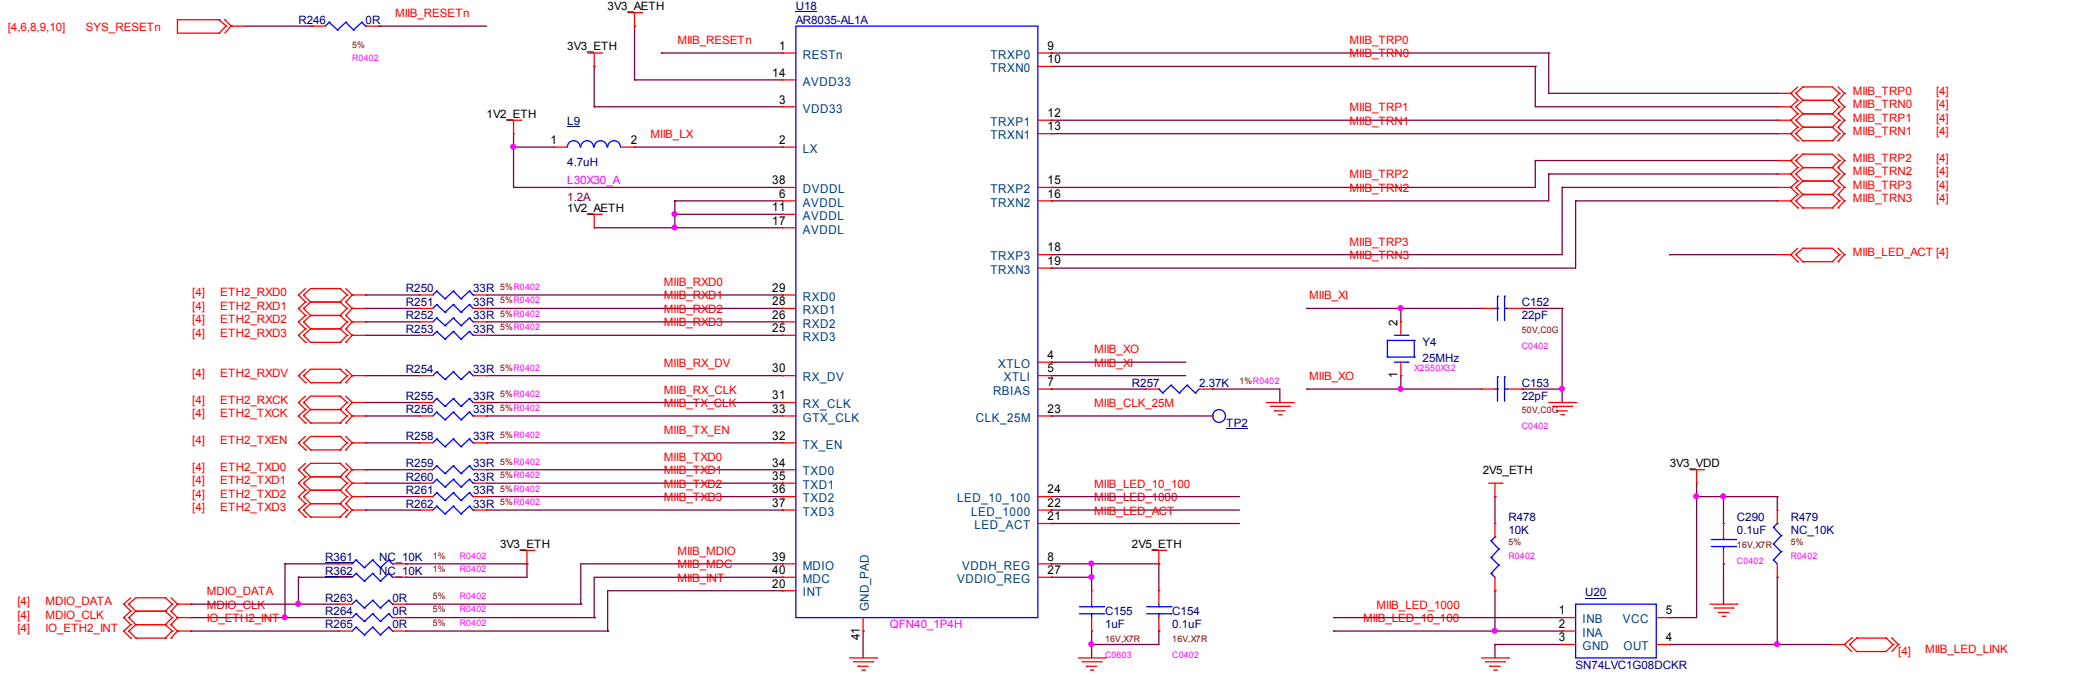 [4,6,8,9,10] SYS_RESETn
R246 0R MIIB_RESETn
5%
R0402
3V3_AETH
3V3_ETH
MIIB_RESETn
1V2_ETH
L9
1 2 MIIB_LX
4.7uH
L30X30_A
1.2A
1V2_AETH
U18
AR8035-AL1A
1 RESTn
14 AVDD33
3 VDD33
2 LX
38 DVDDL
6 AVDDL
11 AVDDL
17 AVDDL
[4] ETH2_RXD0 R250 33R 5% R0402 MIIB_RXD0 29 RXD0
[4] ETH2_RXD1 R251 33R 5% R0402 MIIB_RXD1 28 RXD1
[4] ETH2_RXD2 R252 33R 5% R0402 MIIB_RXD2 26 RXD2
[4] ETH2_RXD3 R253 33R 5% R0402 MIIB_RXD3 25 RXD3
[4] ETH2_RXDV R254 33R 5% R0402 MIIB_RX_DV 30 RX_DV
[4] ETH2_RXCK R255 33R 5% R0402 MIIB_RX_CLK 31 RX_CLK
[4] ETH2_TXCK R256 33R 5% R0402 MIIB_TX_CLK 33 GTX_CLK
[4] ETH2_TXEN R258 33R 5% R0402 MIIB_TX_EN 32 TX_EN
[4] ETH2_TXD0 R259 33R 5% R0402 MIIB_TXD0 34 TXD0
[4] ETH2_TXD1 R260 33R 5% R0402 MIIB_TXD1 35 TXD1
[4] ETH2_TXD2 R261 33R 5% R0402 MIIB_TXD2 36 TXD2
[4] ETH2_TXD3 R262 33R 5% R0402 MIIB_TXD3 37 TXD3
3V3_ETH
R361 NC_10K 1% R0402
R362 NC_10K 1% R0402
MIIB_MDIO 39 MDIO
MIIB_MDC 40 MDC
MIIB_INT 20 INT
[4] MDIO_DATA MDIO_DATA R263 0R 5% R0402
[4] MDIO_CLK MDIO_CLK R264 0R 5% R0402
[4] IO_ETH2_INT IO_ETH2_INT R265 0R 5% R0402
GND_PAD
41
QFN40_1P4H
TRXP0 9 MIIB_TRP0
TRXN0 10 MIIB_TRN0
TRXP1 12 MIIB_TRP1
TRXN1 13 MIIB_TRN1
TRXP2 15 MIIB_TRP2
TRXN2 16 MIIB_TRN2
TRXP3 18 MIIB_TRP3
TRXN3 19 MIIB_TRN3
MIIB_TRP0 [4]
MIIB_TRN0 [4]
MIIB_TRP1 [4]
MIIB_TRN1 [4]
MIIB_TRP2 [4]
MIIB_TRN2 [4]
MIIB_TRP3 [4]
MIIB_TRN3 [4]
MIIB_LED_ACT [4]
XTLO 4 MIIB_XO
XTLI 5 MIIB_XI
RBIAS 7 R257 2.37K 1% R0402
CLK_25M 23 MIIB_CLK_25M TP2
MIIB_XI
C152
22pF
50V,C0G
C0402
2
Y4
25MHz
X2S50X32
1
MIIB_XO
C153
22pF
50V,C0G
C0402
LED_10_100 24 MIIB_LED_10_100
LED_1000 22 MIIB_LED_1000
LED_ACT 21 MIIB_LED_ACT
VDDH_REG 8
VDDIO_REG 27
2V5_ETH
C155
1uF
16V,X7R
C0603
C154
0.1uF
16V,X7R
C0402
2V5_ETH
R478
10K
5%
R0402
3V3_VDD
C290
0.1uF
16V,X7R
C0402
R479
NC_10K
5%
R0402
U20
MIIB_LED_1000 1 INB VCC 5
MIIB_LED_10_100 2 INA
3 GND OUT 4
SN74LVC1G08DCKR
[4] MIIB_LED_LINK